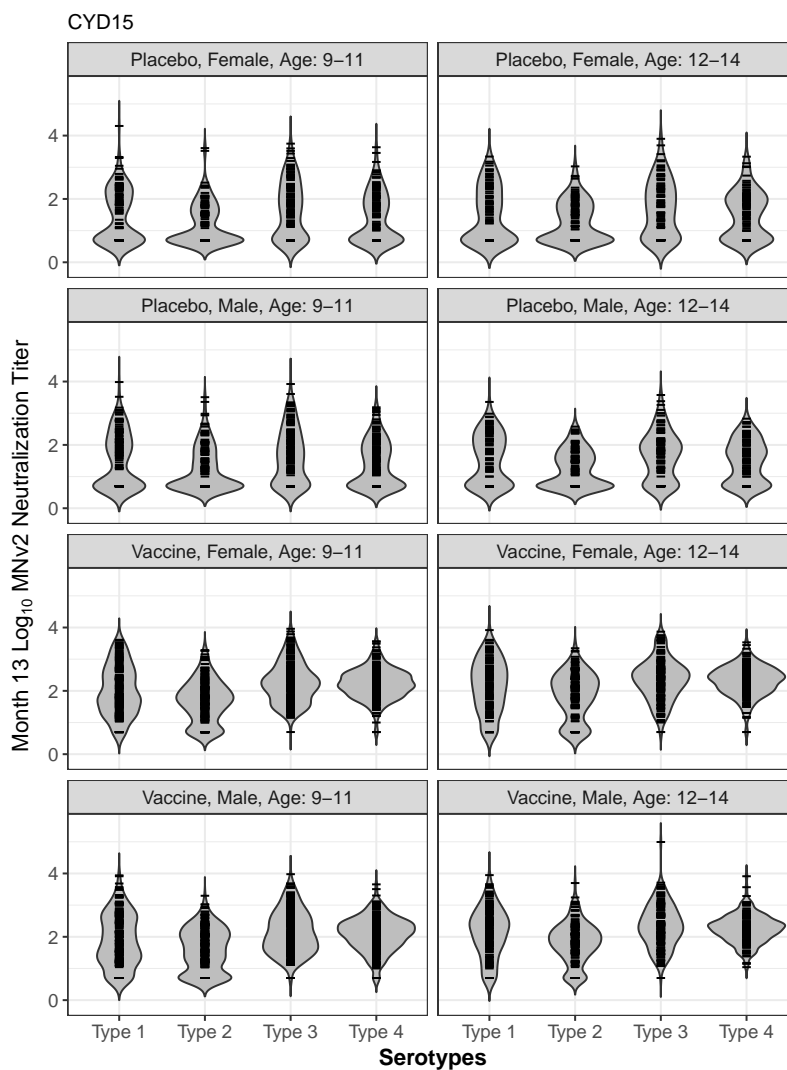 CYD15
Placebo, Female, Age: 9−11
Placebo, Female, Age: 12−14
4
2
0
Placebo, Male, Age: 9−11
Placebo, Male, Age: 12−14
4
2
0
Vaccine, Female, Age: 9−11
Vaccine, Female, Age: 12−14
4
2
0
Vaccine, Male, Age: 9−11
Vaccine, Male, Age: 12−14
4
2
0
Month 13 Log₁₀ MNv2 Neutralization Titer
Type 1 Type 2 Type 3 Type 4 Type 1 Type 2 Type 3 Type 4
Serotypes